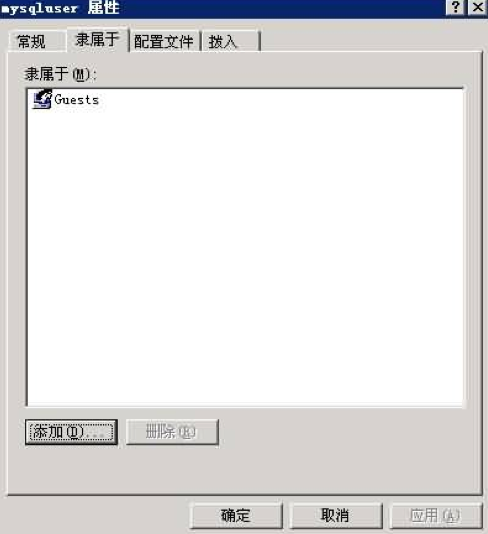 mysqluser 属性
常规 隶属于 配置文件 拨入
隶属于(M):
Guests
添加(D)... 删除(R)
确定 取消 应用(A)